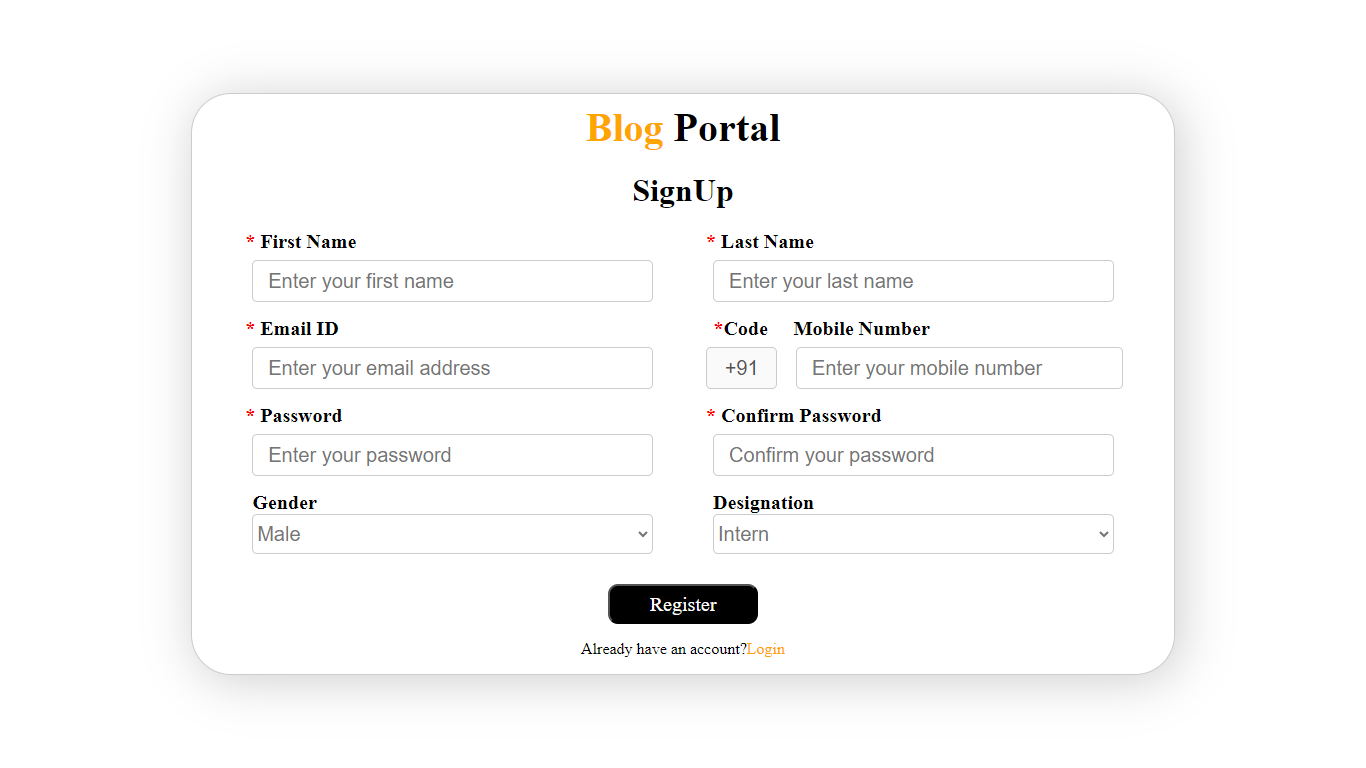 Blog Portal
SignUp
* First Name * Last Name
Enter your first name Enter your last name
* Email ID *Code Mobile Number
Enter your email address +91 Enter your mobile number
* Password * Confirm Password
Enter your password Confirm your password
Gender Designation
Male Intern
Register
Already have an account?Login